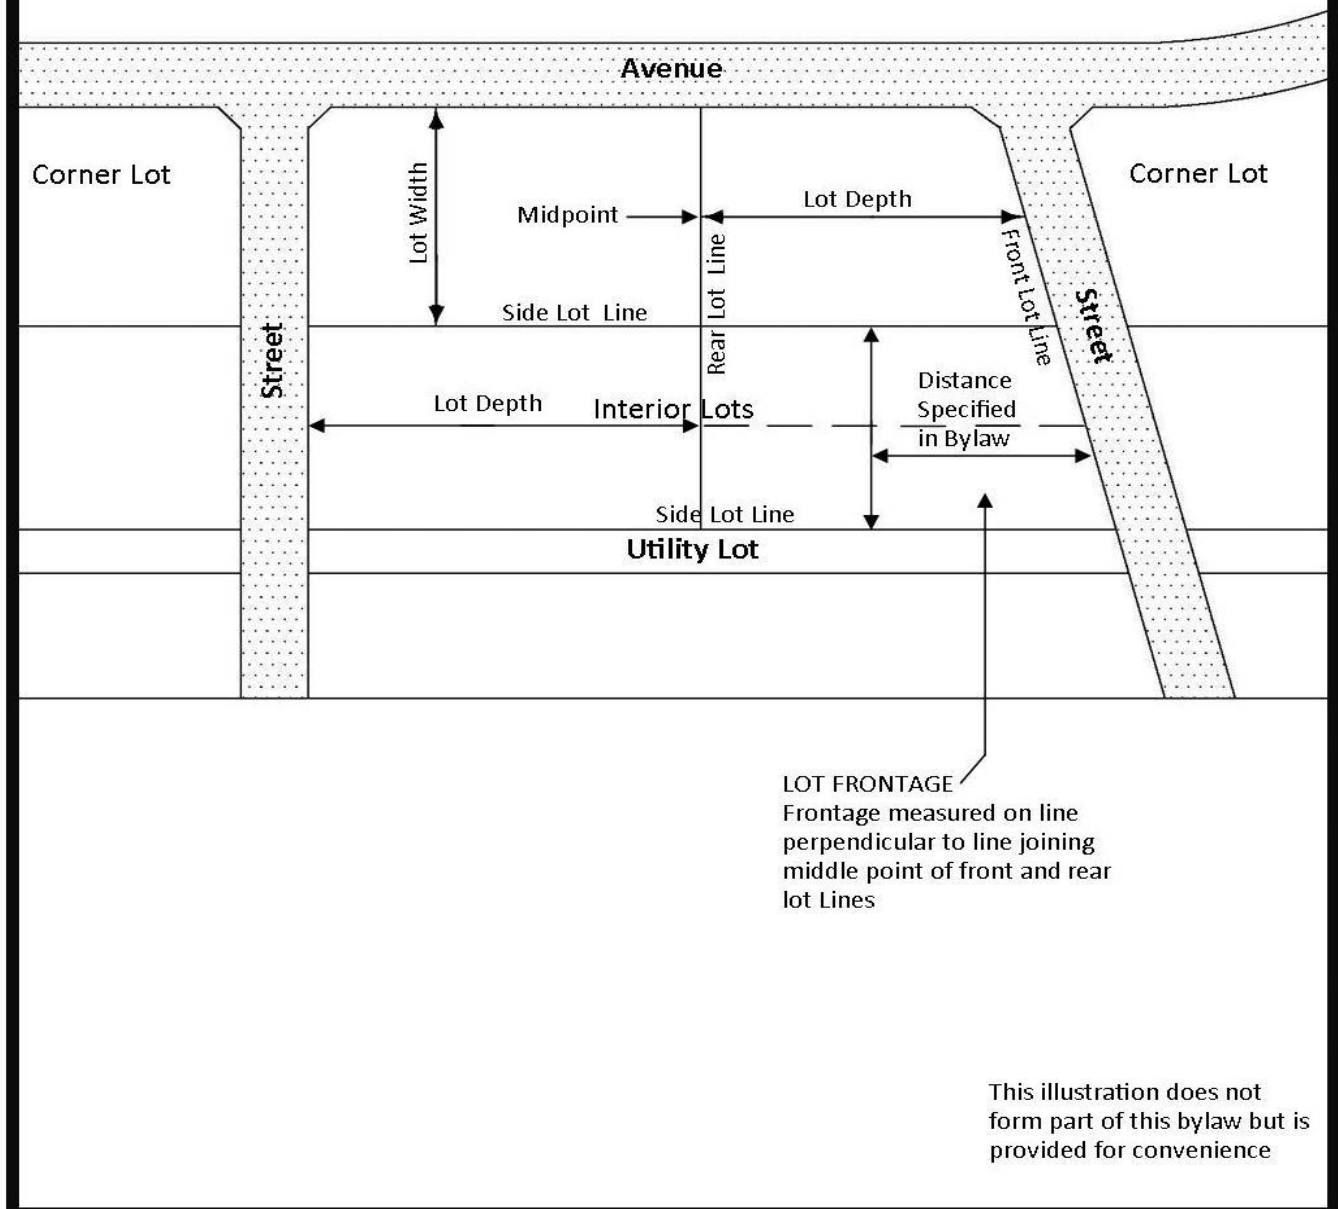 Avenue
Corner Lot
Corner Lot
Lot Width
Midpoint
Lot Depth
Rear Lot Line
Front Lot Line
Side Lot Line
Street
Street
Lot Depth
Interior Lots
Distance
Specified
in Bylaw
Side Lot Line
Utility Lot
LOT FRONTAGE
Frontage measured on line
perpendicular to line joining
middle point of front and rear
lot Lines
This illustration does not
form part of this bylaw but is
provided for convenience